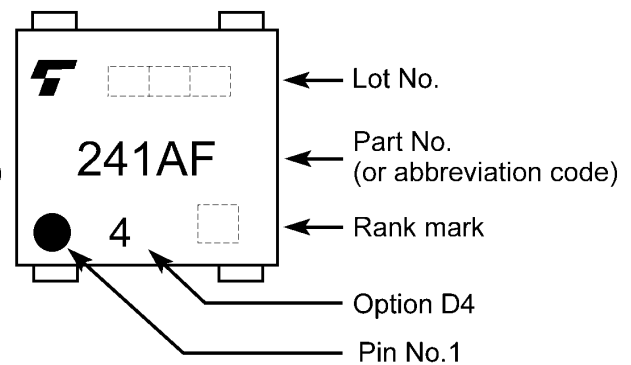 Lot No.
241AF
Part No.
(or abbreviation code)
4
Rank mark
Option D4
Pin No.1